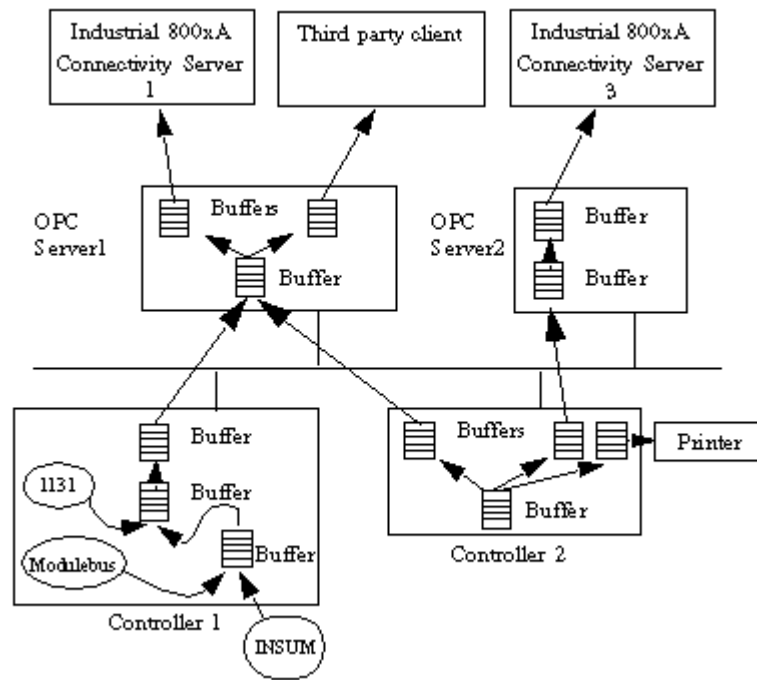 Industrial 800xA
Connectivity Server
1
Third party client
Industrial 800xA
Connectivity Server
3
OPC
Server1
Buffers
Buffer
OPC
Server2
Buffer
Buffer
Buffer
1131
Buffer
Modulebus
Buffer
Controller 1
INSUM
Buffers
Buffer
Printer
Controller 2